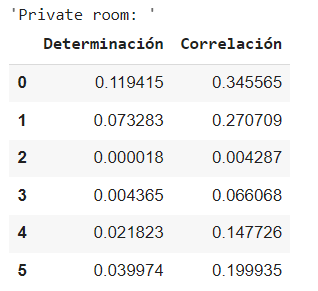 'Private room: '
Determinación Correlación
0 0.119415 0.345565
1 0.073283 0.270709
2 0.000018 0.004287
3 0.004365 0.066068
4 0.021823 0.147726
5 0.039974 0.199935